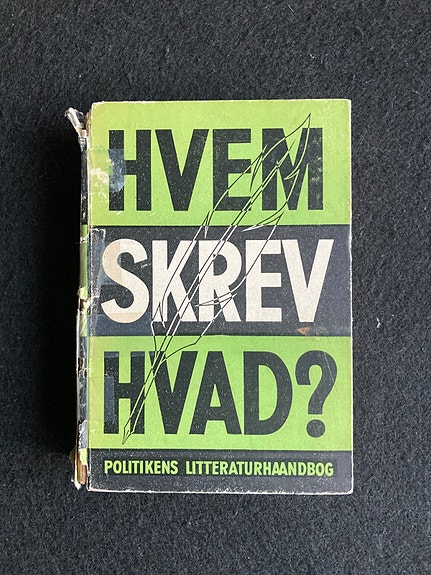 HVEM
SKREV
HVAD?
POLITIKENS LITTERATURHAANDBOG